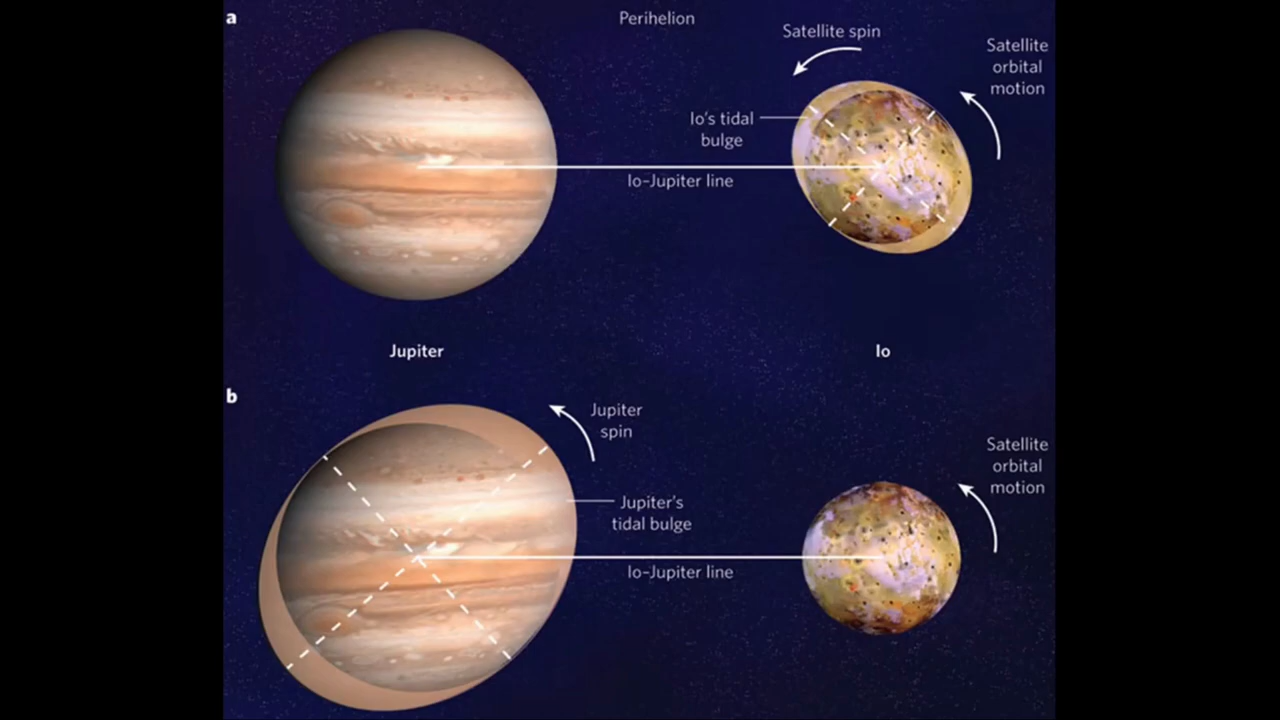 a
Perihelion
Satellite spin
Satellite
orbital
motion
Io's tidal
bulge
Io–Jupiter line
Jupiter
Io
b
Jupiter
spin
Satellite
orbital
motion
Jupiter's
tidal bulge
Io–Jupiter line